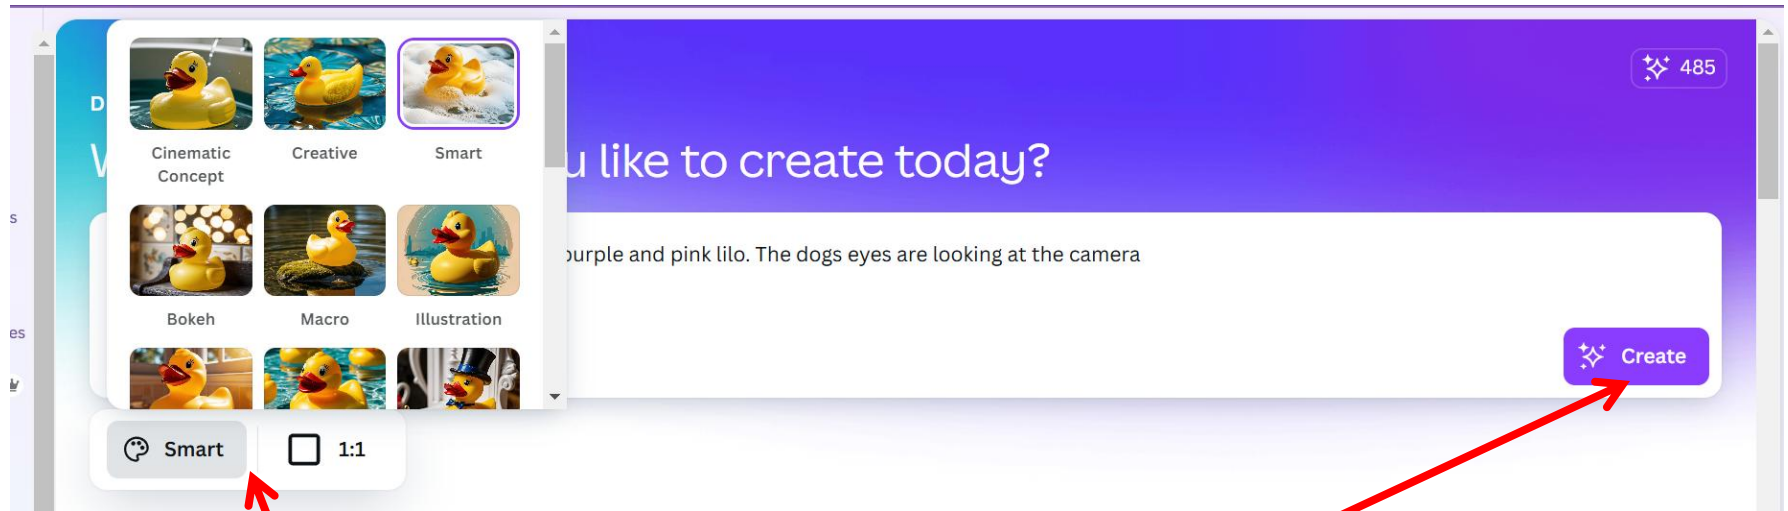 485
D
u like to create today?
Cinematic
Concept
Creative
Smart
s
purple and pink lilo. The dogs eyes are looking at the camera
Bokeh
Macro
Illustration
es
Create
Smart
1:1